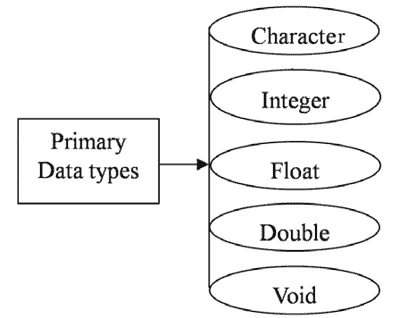 Primary
Data types
Character
Integer
Float
Double
Void